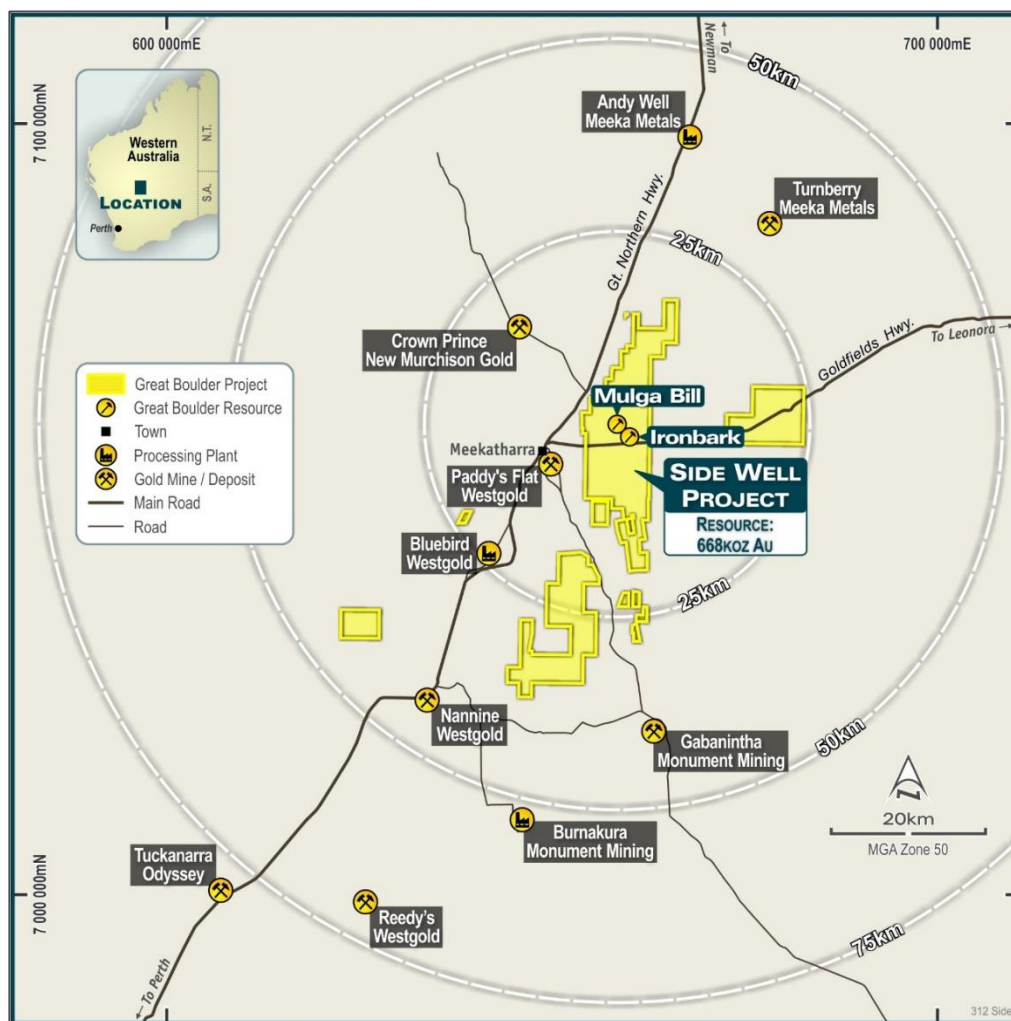 600 000mE
700 000mE
7 100 000mN
7 000 000mN
Western
Australia
N.T.
S.A.
LOCATION
Perth
← To
Newman
50km
Andy Well
Meeka Metals
Turnberry
Meeka Metals
25km
Gt. Northern Hwy.
Crown Prince
New Murchison Gold
Goldfields Hwy.
To Leonora →
Great Boulder Project
Great Boulder Resource
Town
Processing Plant
Gold Mine / Deposit
Main Road
Road
Mulga Bill
Ironbark
Meekatharra
Paddy's Flat
Westgold
SIDE WELL
PROJECT
RESOURCE:
668KOZ AU
Bluebird
Westgold
25km
Nannine
Westgold
Gabanintha
Monument Mining
50km
20km
MGA Zone 50
Burnakura
Monument Mining
Tuckanarra
Odyssey
Reedy's
Westgold
75km
← To Perth
312 Side